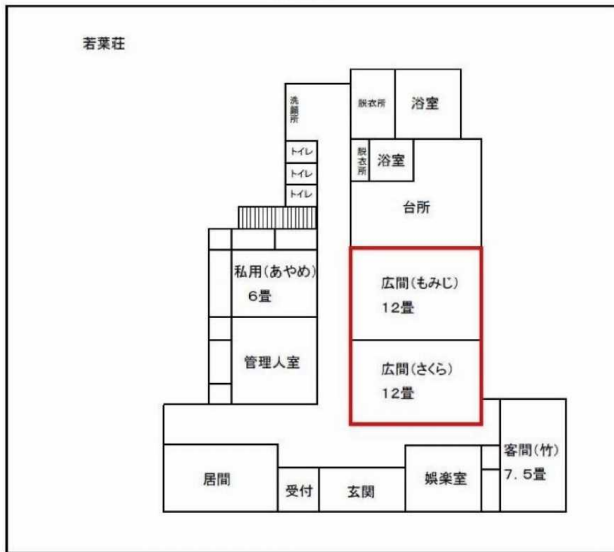 若葉荘
洗顔所
脱衣所
浴室
トイレ
トイレ
トイレ
脱衣所
浴室
台所
私用(あやめ)
6畳
広間(もみじ)
12畳
管理人室
広間(さくら)
12畳
客間(竹)
7.5畳
居間
受付
玄関
娯楽室